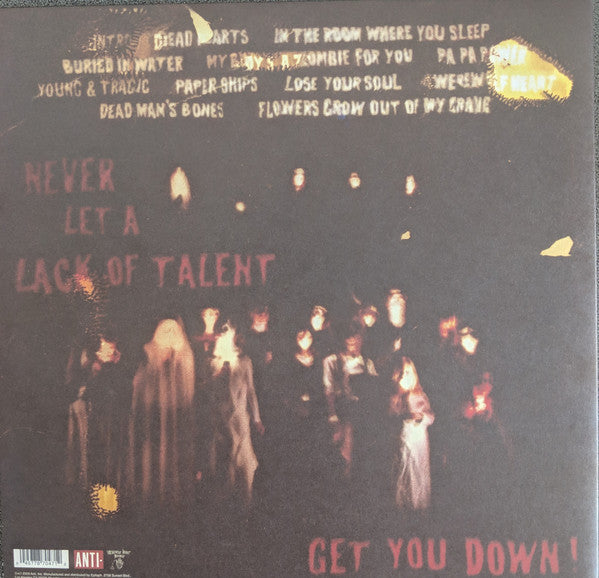 INTRO DEAD HEARTS IN THE ROOM WHERE YOU SLEEP
BURIED IN WATER MY BODY'S A ZOMBIE FOR YOU PA PA POWER
YOUNG & TRAGIC PAPER SHIPS LOSE YOUR SOUL WEREWOLF HEART
DEAD MAN'S BONES FLOWERS GROW OUT OF MY GRAVE
NEVER
LET A
LACK OF TALENT
GET YOU DOWN!
ANTI-